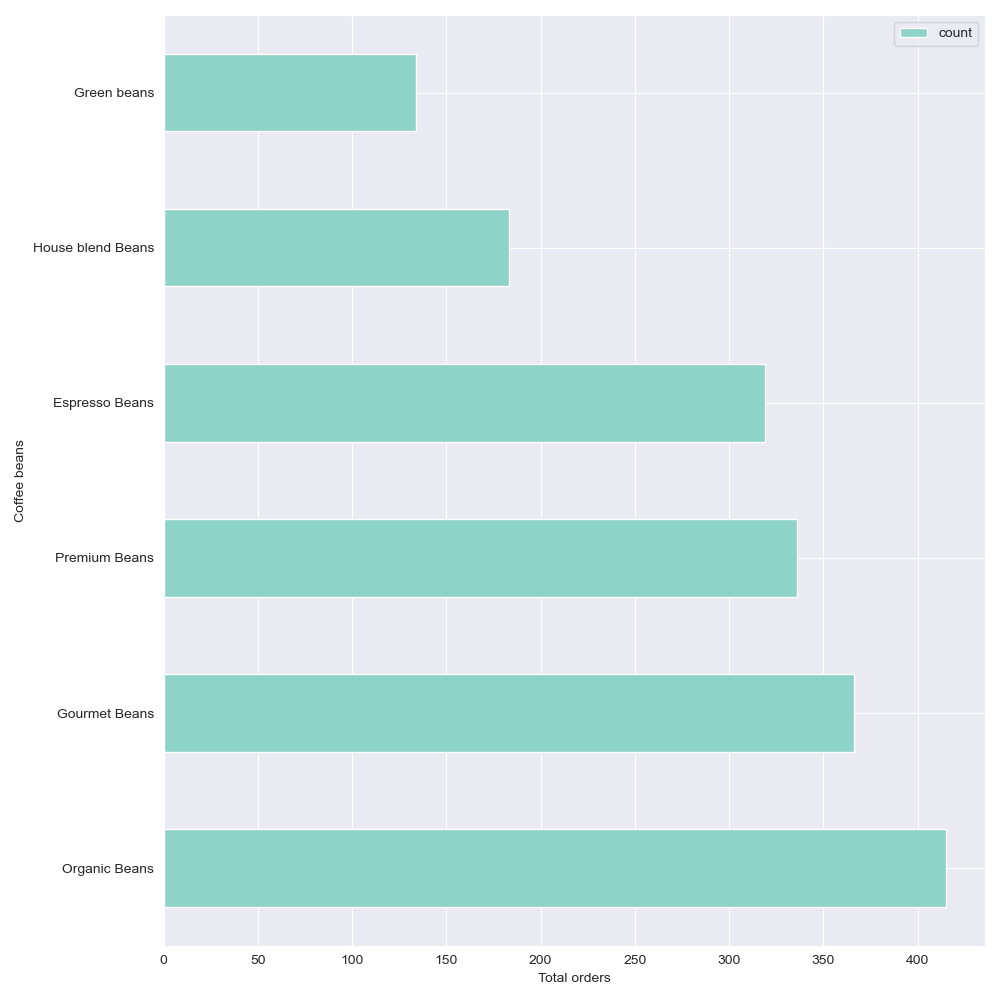 count
Green beans
House blend Beans
Espresso Beans
Premium Beans
Gourmet Beans
Organic Beans
Coffee beans
0 50 100 150 200 250 300 350 400
Total orders